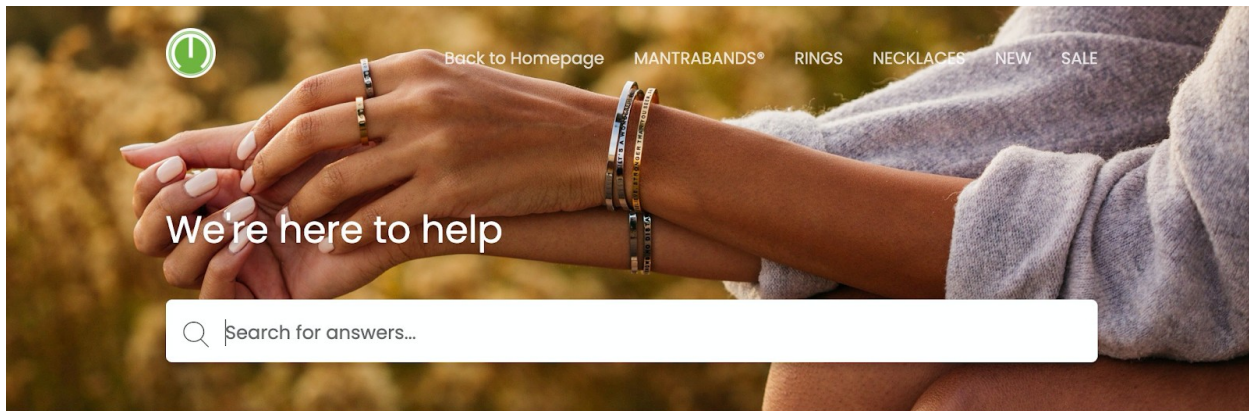 Back to Homepage MANTRABANDS® RINGS NECKLACES NEW SALE
We're here to help
Search for answers...